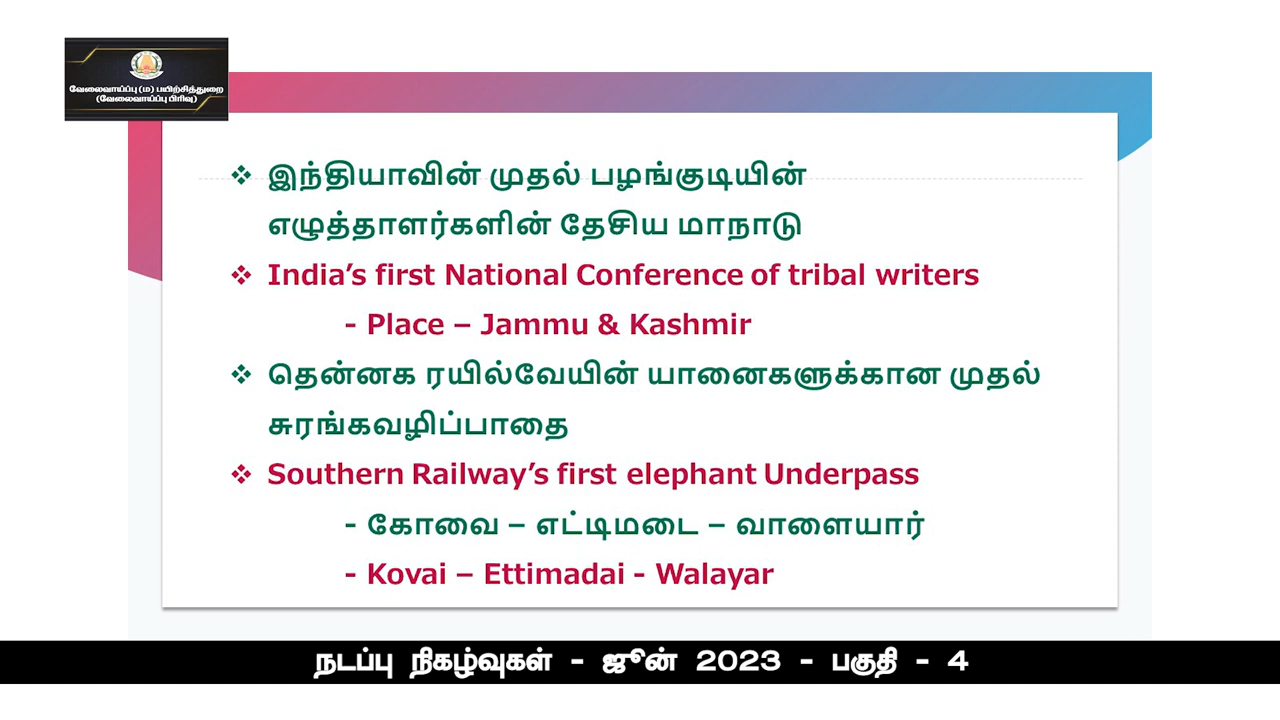 வேலைவாய்ப்பு (ம) பயிற்சித்துறை
(வேலைவாய்ப்பு பிரிவு)
❖ இந்தியாவின் முதல் பழங்குடியின்
எழுத்தாளர்களின் தேசிய மாநாடு
❖ India’s first National Conference of tribal writers
- Place – Jammu & Kashmir
❖ தென்னக ரயில்வேயின் யானைகளுக்கான முதல்
சுரங்கவழிப்பாதை
❖ Southern Railway’s first elephant Underpass
- கோவை – எட்டிமடை – வாளையார்
- Kovai – Ettimadai - Walayar
நடப்பு நிகழ்வுகள் - ஜூன் 2023 - பகுதி - 4